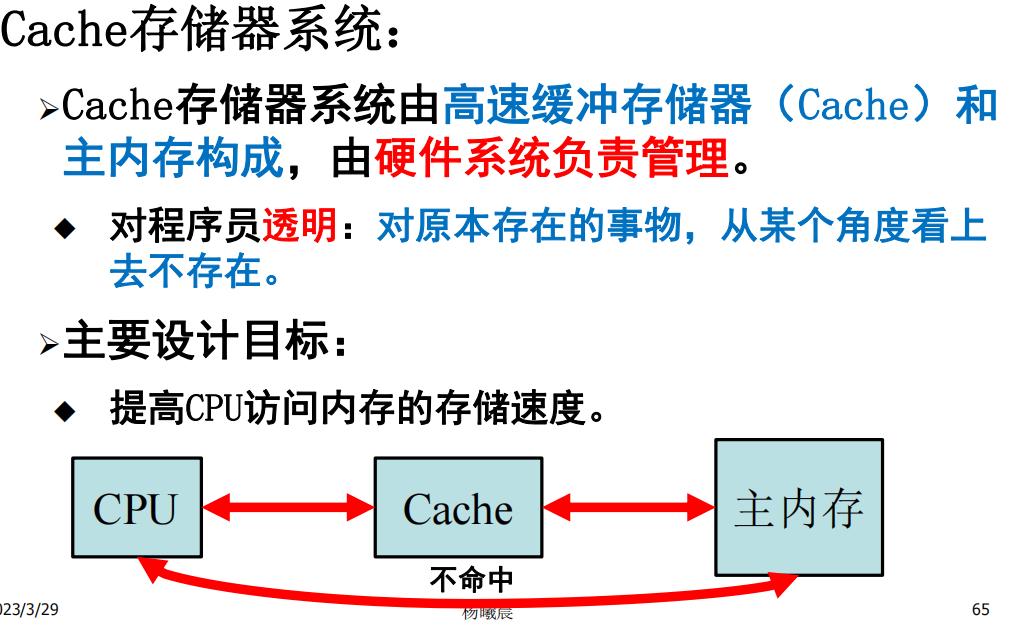 Cache存储器系统：
➢Cache存储器系统由高速缓冲存储器（Cache）和
主内存构成，由硬件系统负责管理。
◆ 对程序员透明：对原本存在的事物，从某个角度看上
去不存在。
➢主要设计目标：
◆ 提高CPU访问内存的存储速度。
CPU
Cache
主内存
不命中
023/3/29
杨曦晨
65